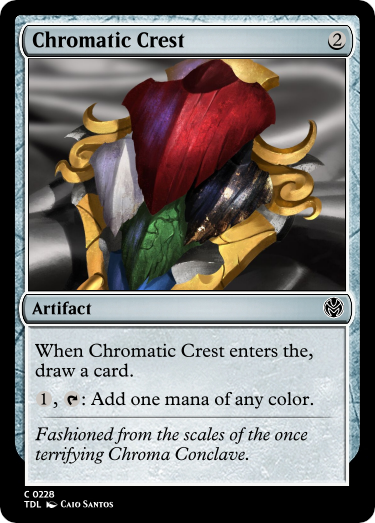 Chromatic Crest 2
Artifact
When Chromatic Crest enters the,
draw a card.
1, : Add one mana of any color.
Fashioned from the scales of the once
terrifying Chroma Conclave.
C 0228
TDL Caio Santos